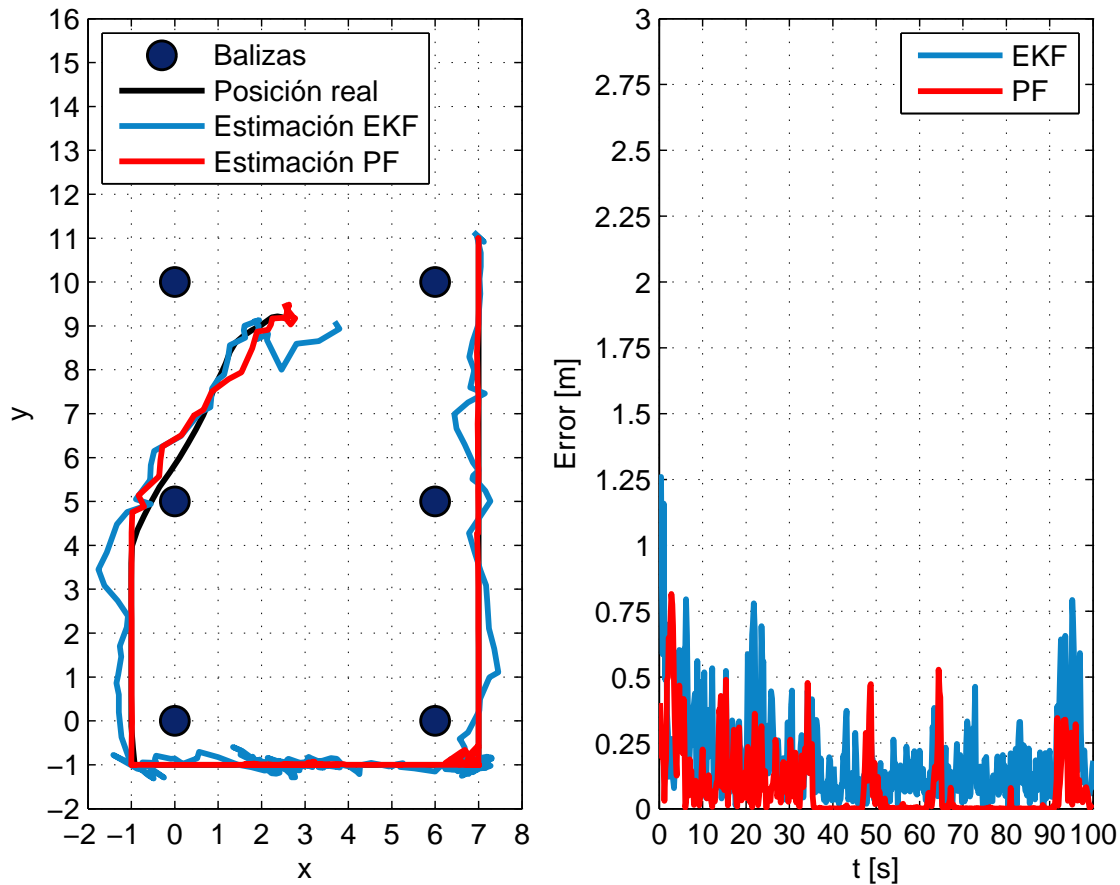 16
15
14
13
12
11
10
9
8
7
6
5
4
3
2
1
0
−1
−2
y
−2 −1 0 1 2 3 4 5 6 7 8
x
Balizas
Posición real
Estimación EKF
Estimación PF
3
2.75
2.5
2.25
2
1.75
1.5
1.25
1
0.75
0.5
0.25
0
Error [m]
0 10 20 30 40 50 60 70 80 90 100
t [s]
EKF
PF